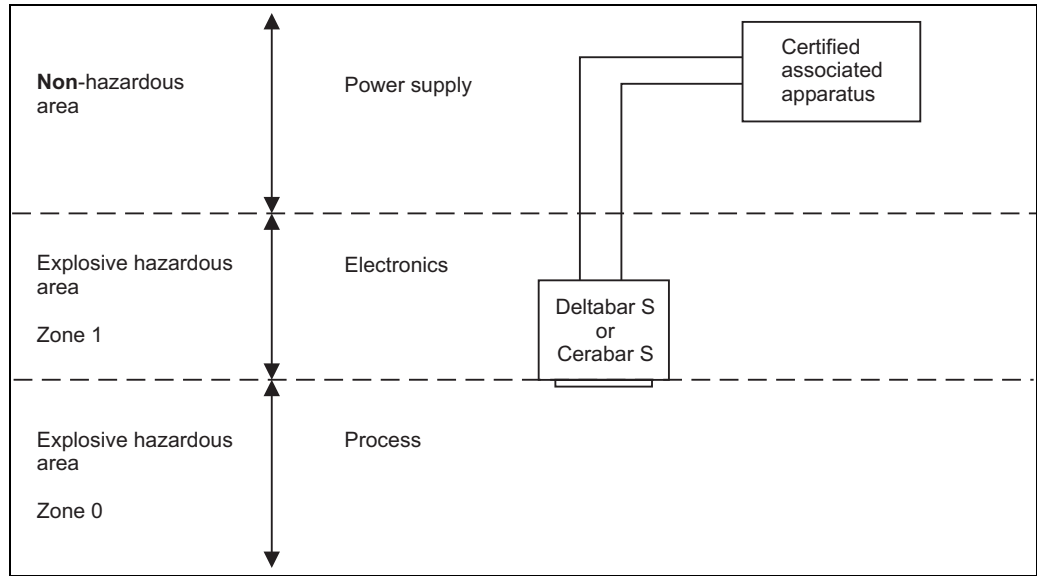 Non-hazardous
area
Power supply
Certified
associated
apparatus
Explosive hazardous
area
Zone 1
Electronics
Deltabar S
or
Cerabar S
Explosive hazardous
area
Zone 0
Process